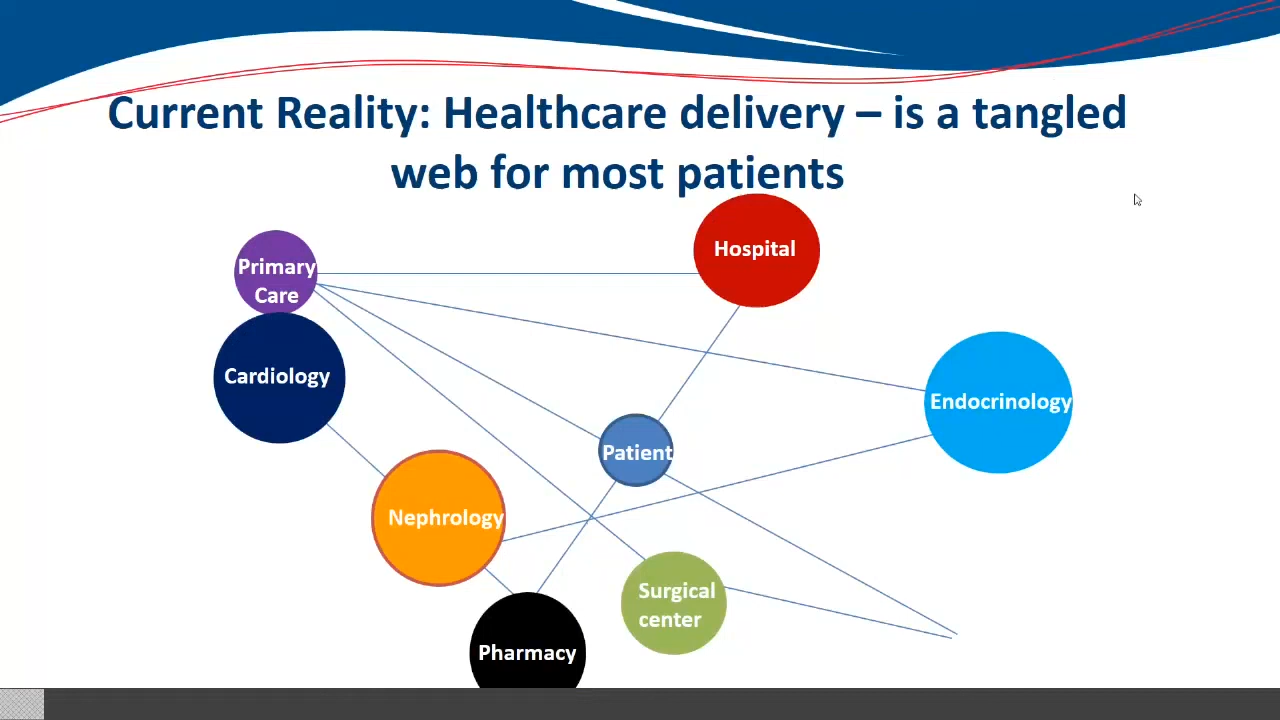 Current Reality: Healthcare delivery – is a tangled
web for most patients
Hospital
Primary
Care
Cardiology
Endocrinology
Patient
Nephrology
Surgical
center
Pharmacy